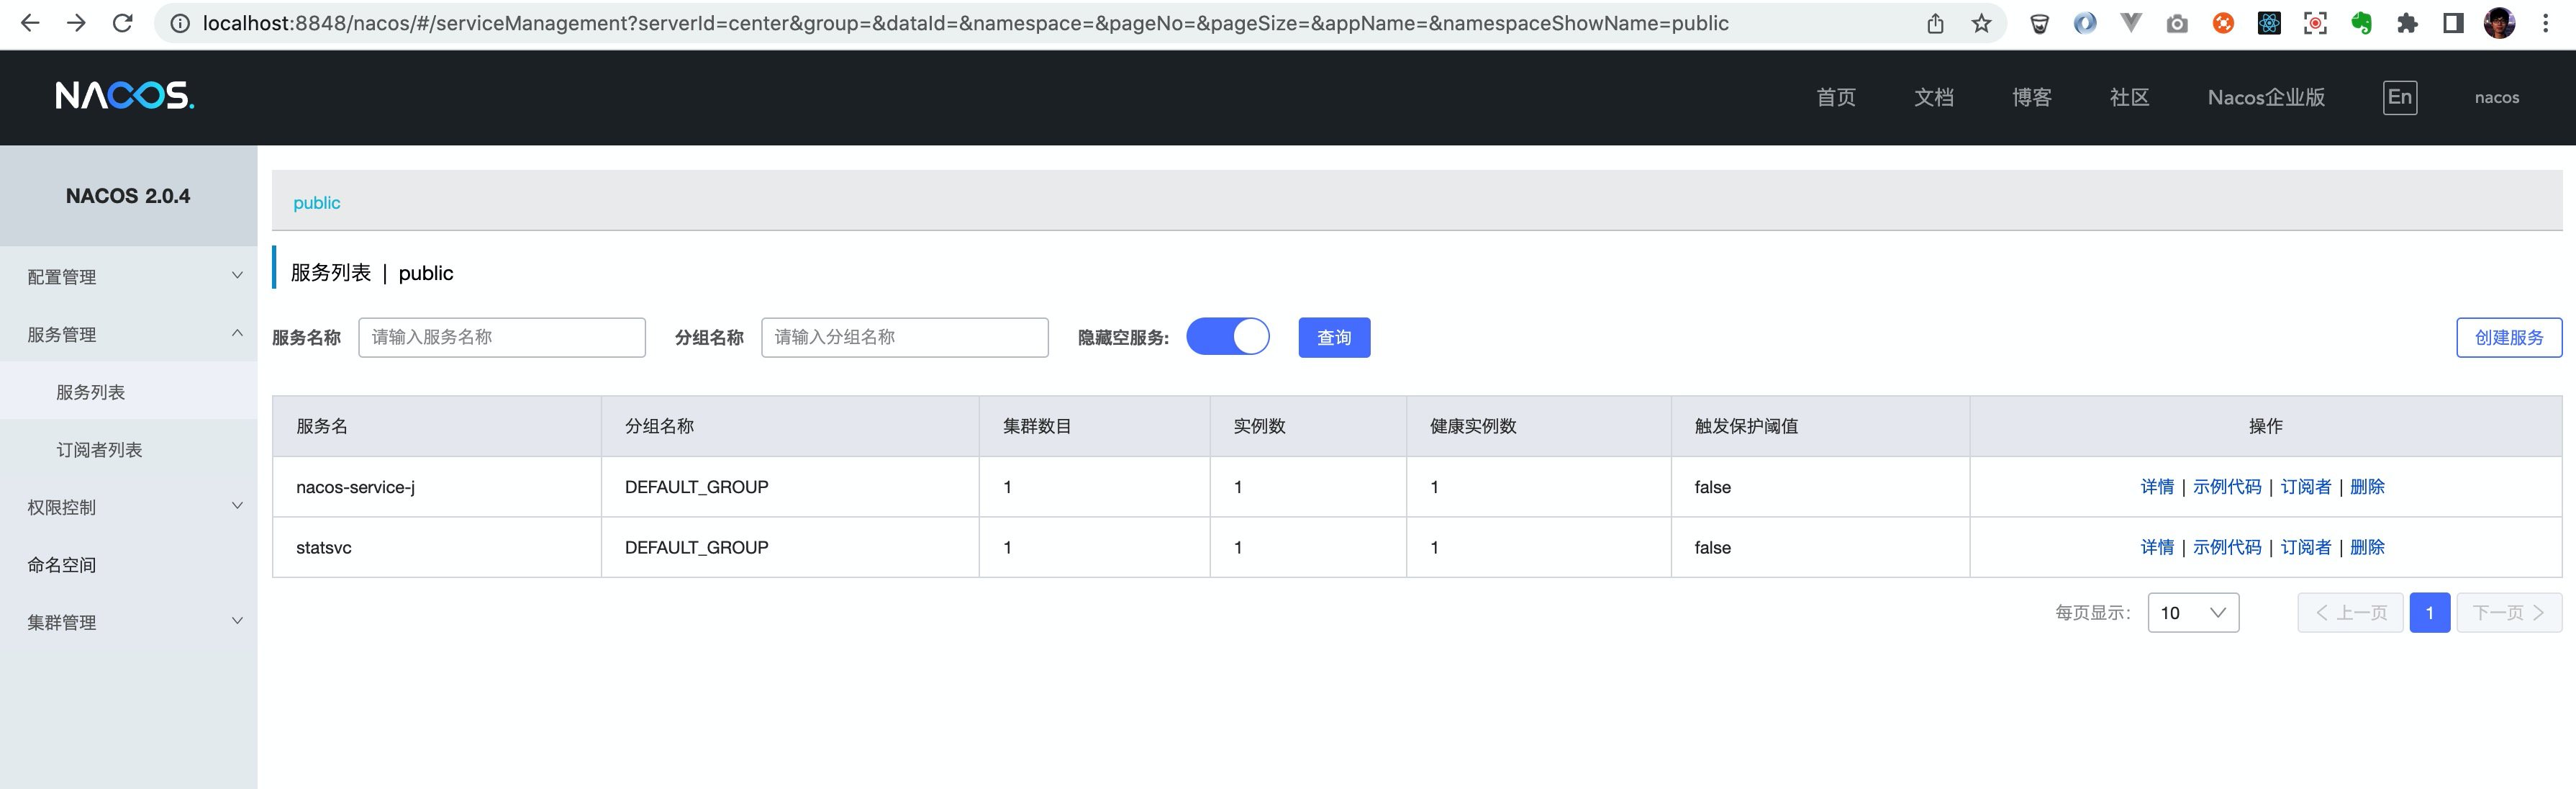 localhost:8848/nacos/#/serviceManagement?serverId=center&group=&dataId=&namespace=&pageNo=&pageSize=&appName=&namespaceShowName=public
NACOS.
首页 文档 博客 社区 Nacos企业版 En nacos
NACOS 2.0.4
配置管理
服务管理
服务列表
订阅者列表
权限控制
命名空间
集群管理
public
服务列表 | public
服务名称 请输入服务名称 分组名称 请输入分组名称 隐藏空服务: 查询 创建服务
服务名 分组名称 集群数目 实例数 健康实例数 触发保护阈值 操作
nacos-service-j DEFAULT_GROUP 1 1 1 false 详情 | 示例代码 | 订阅者 | 删除
statsvc DEFAULT_GROUP 1 1 1 false 详情 | 示例代码 | 订阅者 | 删除
每页显示: 10 上一页 1 下一页